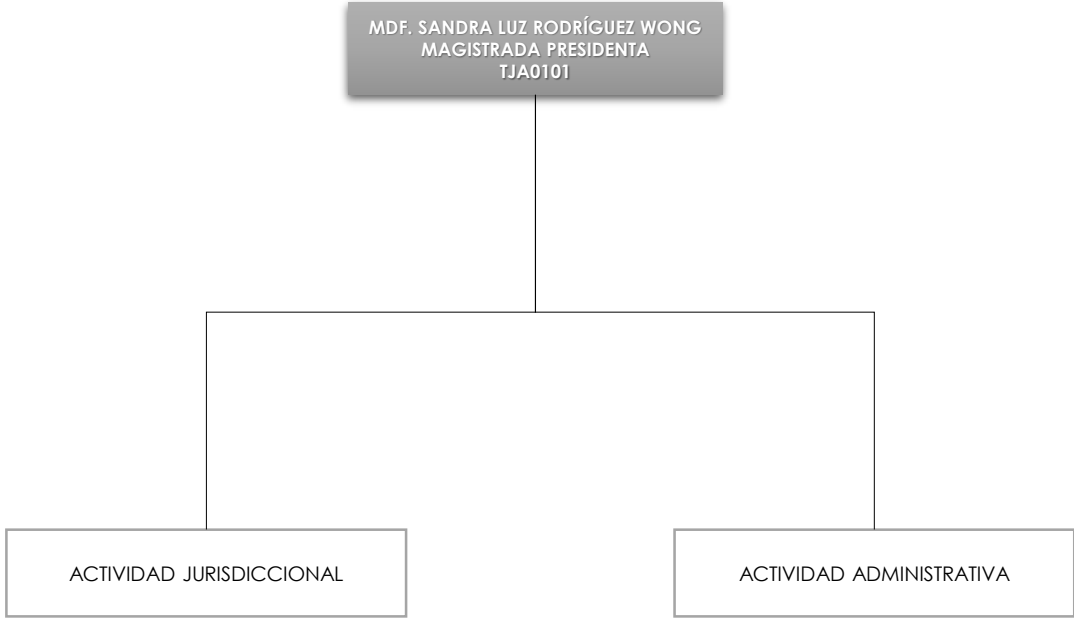 MDF. SANDRA LUZ RODRÍGUEZ WONG
MAGISTRADA PRESIDENTA
TJA0101
ACTIVIDAD JURISDICCIONAL
ACTIVIDAD ADMINISTRATIVA